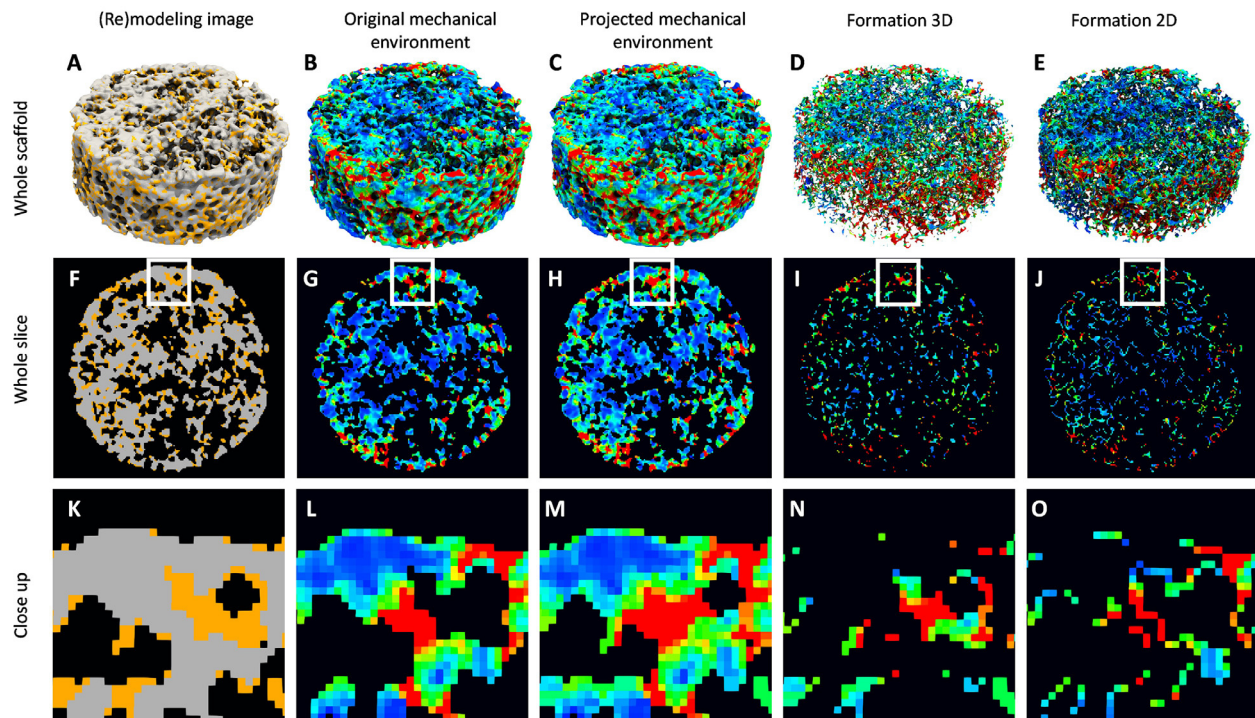 (Re)modeling image
Original mechanical
environment
Projected mechanical
environment
Formation 3D
Formation 2D
Whole scaffold
A
B
C
D
E
Whole slice
F
G
H
I
J
Close up
K
L
M
N
O